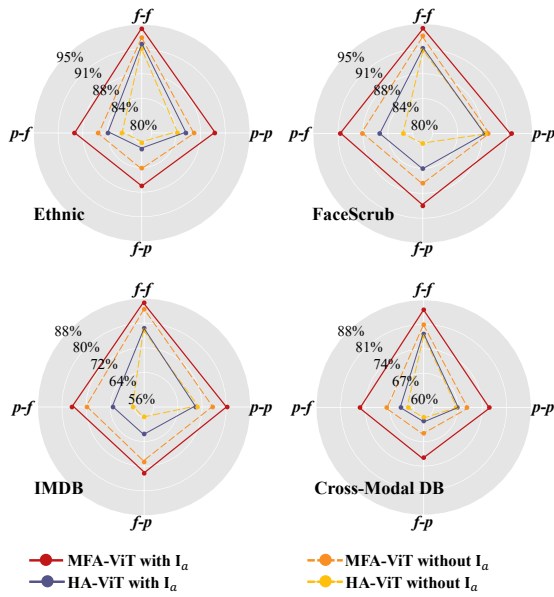 f-f
95%
91%
88%
84%
80%
p-f
p-p
Ethnic
f-p
f-f
95%
91%
88%
84%
80%
p-f
p-p
FaceScrub
f-p
f-f
88%
80%
72%
64%
56%
p-f
p-p
IMDB
f-p
f-f
88%
81%
74%
67%
60%
p-f
p-p
Cross-Modal DB
f-p
MFA-ViT with Iₐ
MFA-ViT without Iₐ
HA-ViT with Iₐ
HA-ViT without Iₐ